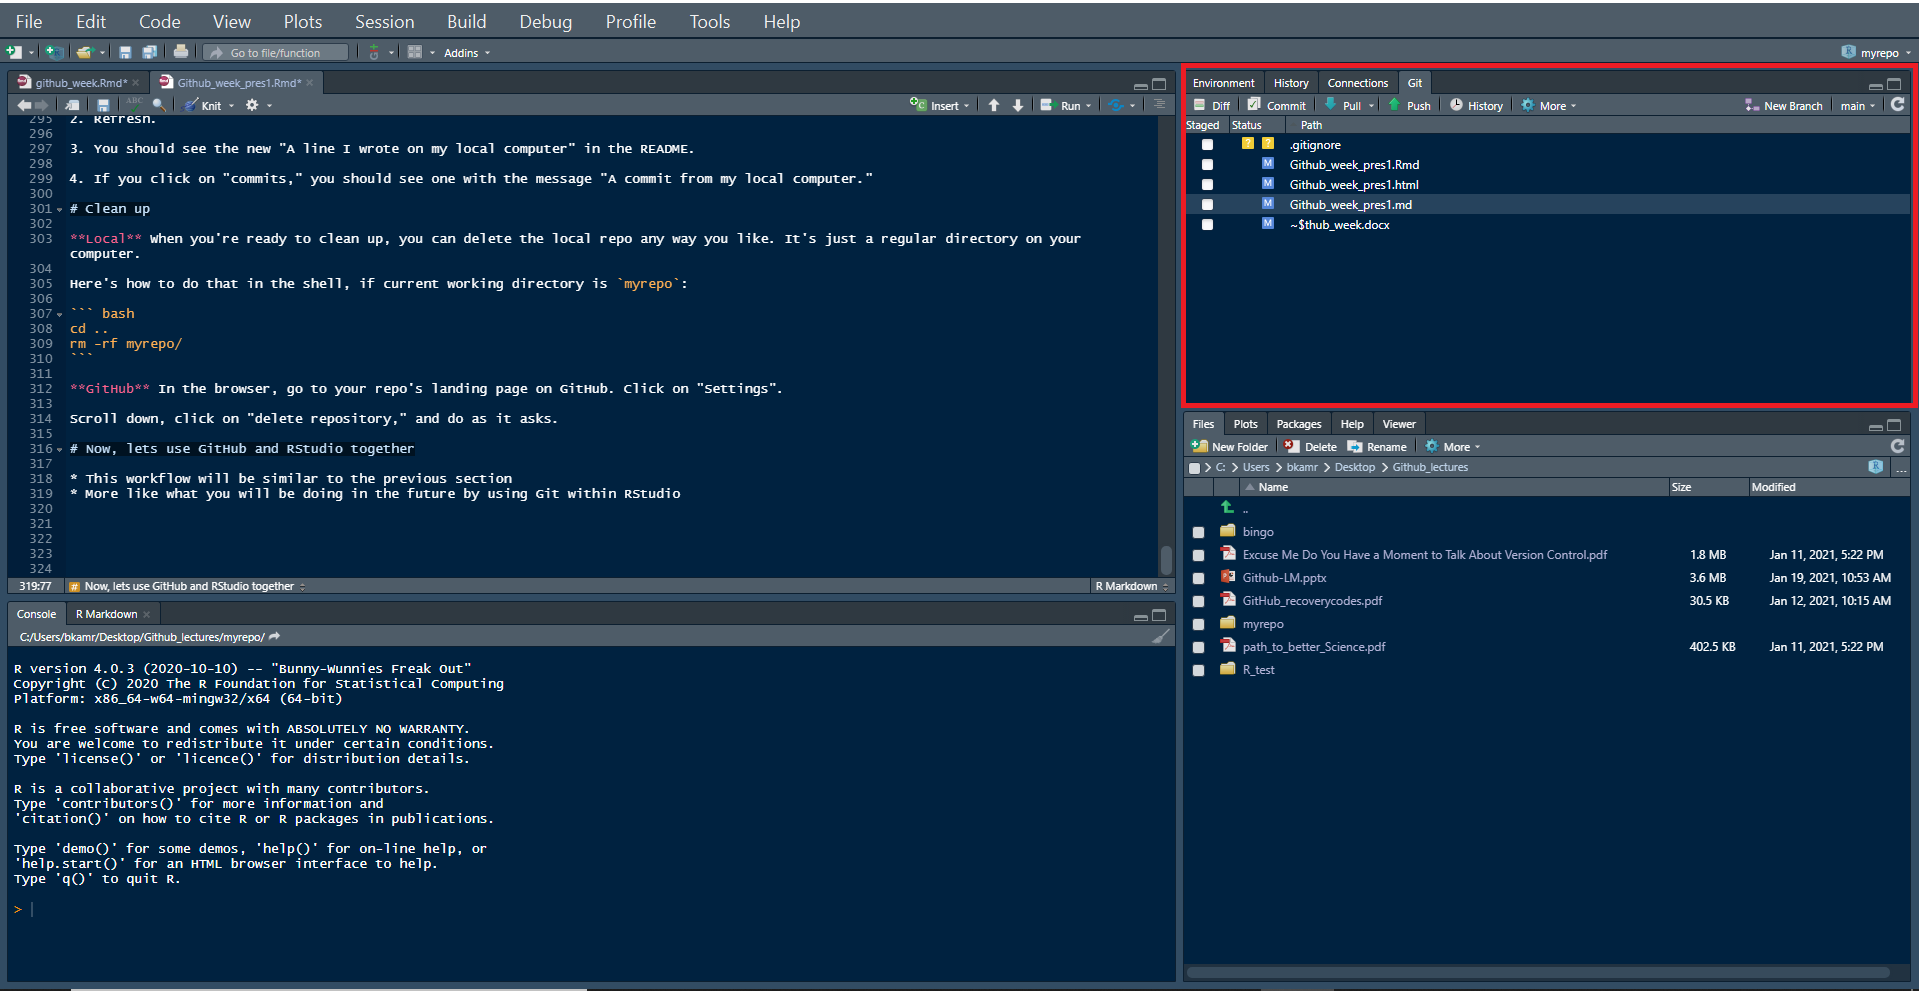 File Edit Code View Plots Session Build Debug Profile Tools Help
Go to file/function Addins myrepo
github_week.Rmd* Github_week_pres1.Rmd*
ABC Knit Insert Run
295 2. Refresh.
296
297 3. You should see the new "A line I wrote on my local computer" in the README.
298
299 4. If you click on "commits," you should see one with the message "A commit from my local computer."
300
301 # Clean up
302
303 **Local** When you're ready to clean up, you can delete the local repo any way you like. It's just a regular directory on your
computer.
304
305 Here's how to do that in the shell, if current working directory is `myrepo`:
306
307 ``` bash
308 cd ..
309 rm -rf myrepo/
310 ```
311
312 **GitHub** In the browser, go to your repo's landing page on GitHub. Click on "Settings".
313
314 Scroll down, click on "delete repository," and do as it asks.
315
316 # Now, lets use GitHub and RStudio together
317
318 * This workflow will be similar to the previous section
319 * More like what you will be doing in the future by using Git within RStudio
320
321
322
323
324
319:77 # Now, lets use GitHub and RStudio together R Markdown
Console R Markdown
C:/Users/bkamr/Desktop/Github_lectures/myrepo/
R version 4.0.3 (2020-10-10) -- "Bunny-Wunnies Freak Out"
Copyright (C) 2020 The R Foundation for Statistical Computing
Platform: x86_64-w64-mingw32/x64 (64-bit)
R is free software and comes with ABSOLUTELY NO WARRANTY.
You are welcome to redistribute it under certain conditions.
Type 'license()' or 'licence()' for distribution details.
R is a collaborative project with many contributors.
Type 'contributors()' for more information and
'citation()' on how to cite R or R packages in publications.
Type 'demo()' for some demos, 'help()' for on-line help, or
'help.start()' for an HTML browser interface to help.
Type 'q()' to quit R.
>
Environment History Connections Git
Diff Commit Pull Push History More New Branch main
Staged Status Path
? ? .gitignore
M Github_week_pres1.Rmd
M Github_week_pres1.html
M Github_week_pres1.md
M ~$thub_week.docx
Files Plots Packages Help Viewer
New Folder Delete Rename More
> C: > Users > bkamr > Desktop > Github_lectures R ...
Name Size Modified
..
bingo
Excuse Me Do You Have a Moment to Talk About Version Control.pdf 1.8 MB Jan 11, 2021, 5:22 PM
Github-LM.pptx 3.6 MB Jan 19, 2021, 10:53 AM
GitHub_recoverycodes.pdf 30.5 KB Jan 12, 2021, 10:15 AM
myrepo
path_to_better_Science.pdf 402.5 KB Jan 11, 2021, 5:22 PM
R_test